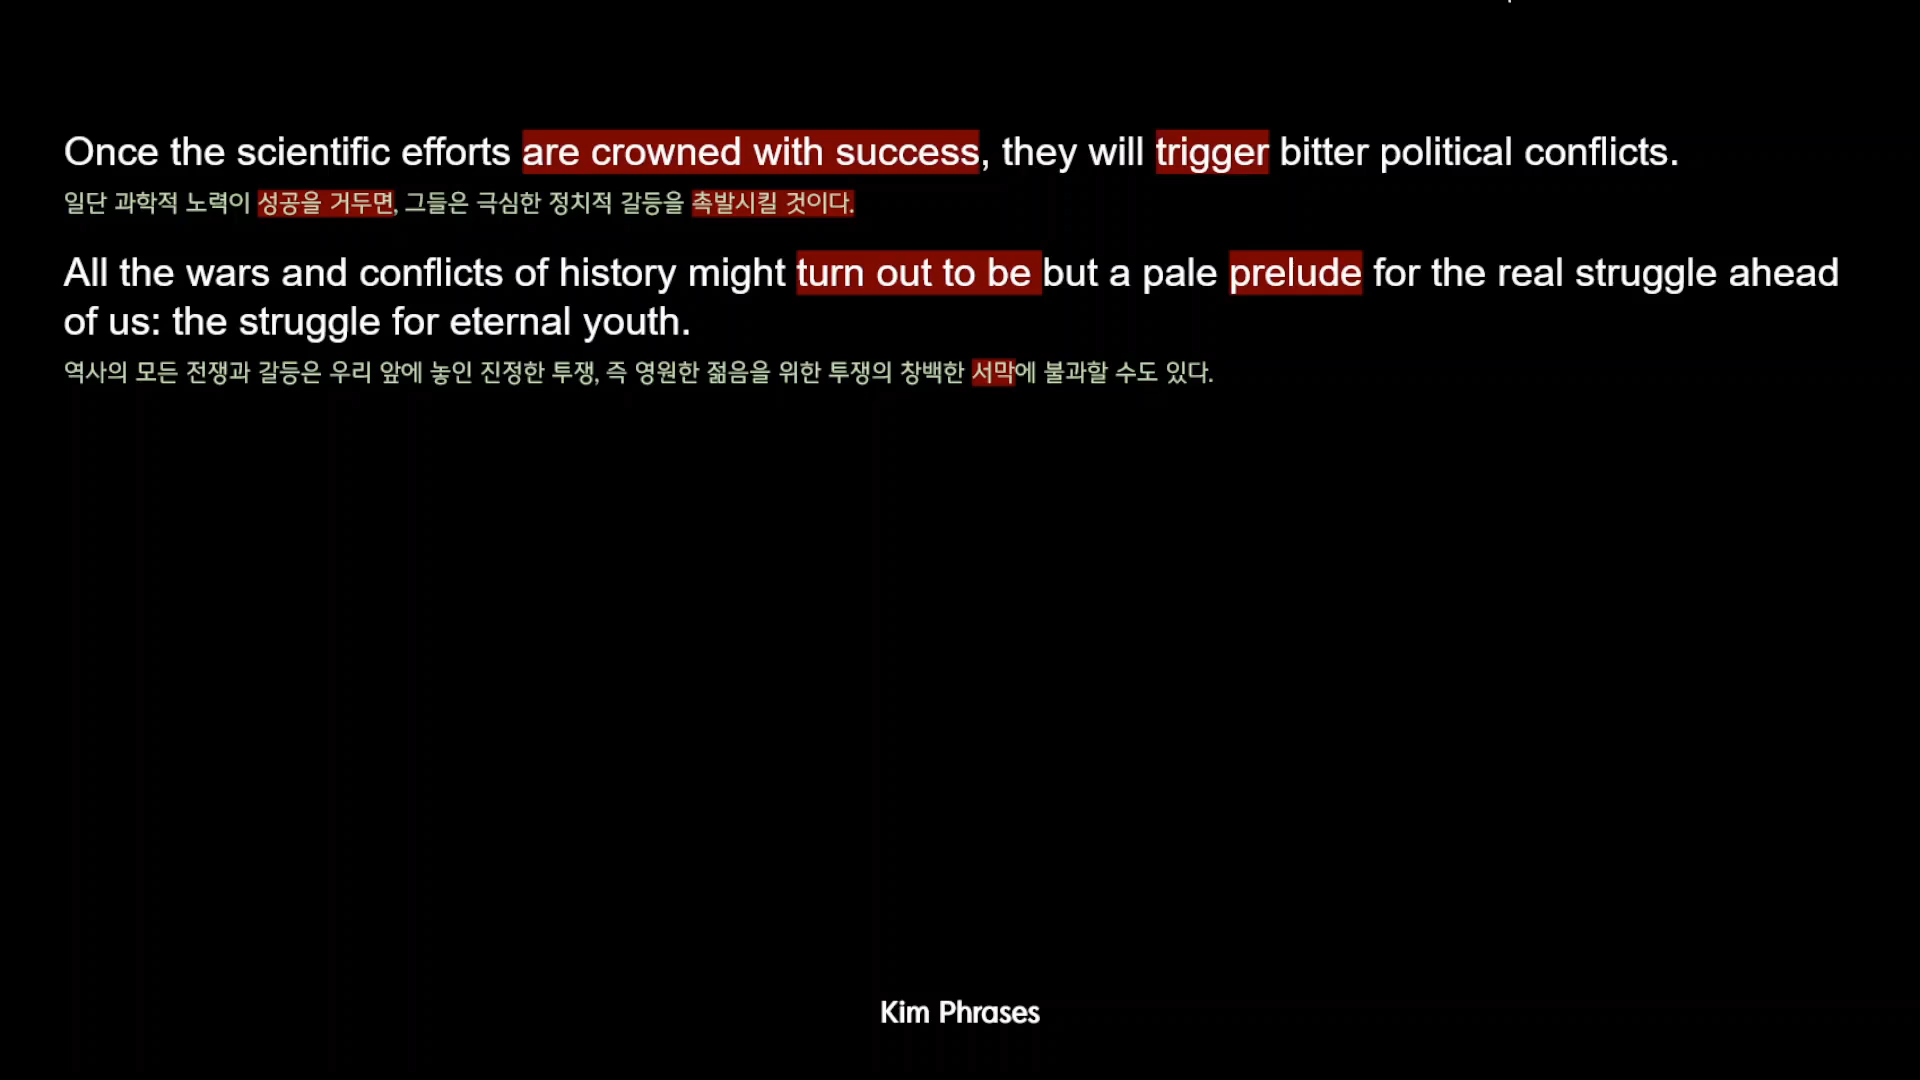 Once the scientific efforts are crowned with success, they will trigger bitter political conflicts.
일단 과학적 노력이 성공을 거두면, 그들은 극심한 정치적 갈등을 촉발시킬 것이다.
All the wars and conflicts of history might turn out to be but a pale prelude for the real struggle ahead
of us: the struggle for eternal youth.
역사의 모든 전쟁과 갈등은 우리 앞에 놓인 진정한 투쟁, 즉 영원한 젊음을 위한 투쟁의 창백한 서막에 불과할 수도 있다.
Kim Phrases